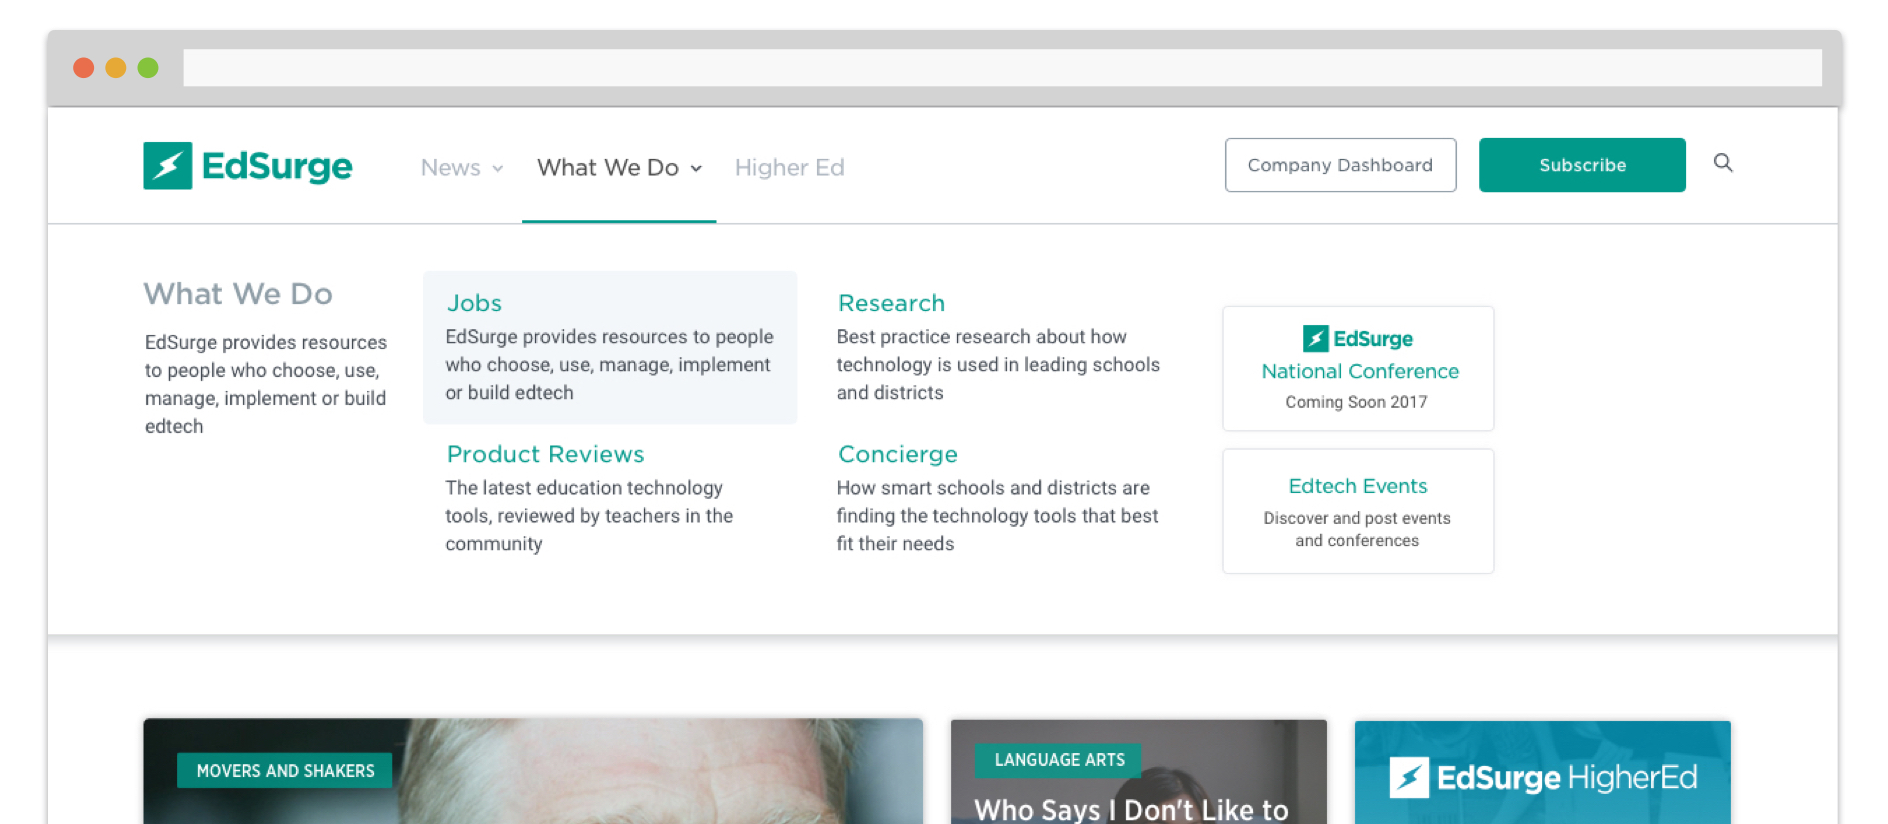 EdSurge
News
What We Do
Higher Ed
Company Dashboard
Subscribe
What We Do
EdSurge provides resources
to people who choose, use,
manage, implement or build
edtech
Jobs
EdSurge provides resources to people
who choose, use, manage, implement
or build edtech
Product Reviews
The latest education technology
tools, reviewed by teachers in the
community
Research
Best practice research about how
technology is used in leading schools
and districts
Concierge
How smart schools and districts are
finding the technology tools that best
fit their needs
EdSurge
National Conference
Coming Soon 2017
Edtech Events
Discover and post events
and conferences
MOVERS AND SHAKERS
LANGUAGE ARTS
Who Says I Don't Like to
EdSurge HigherEd